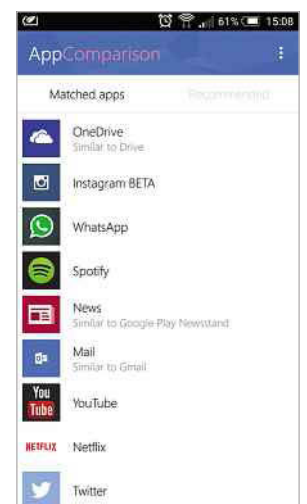 61% 15:08
AppComparison
Matched apps Recommended
OneDrive
Similar to Drive
Instagram BETA
WhatsApp
Spotify
News
Similar to Google Play Newsstand
Mail
Similar to Gmail
You
Tube
YouTube
NETFLIX
Netflix
Twitter